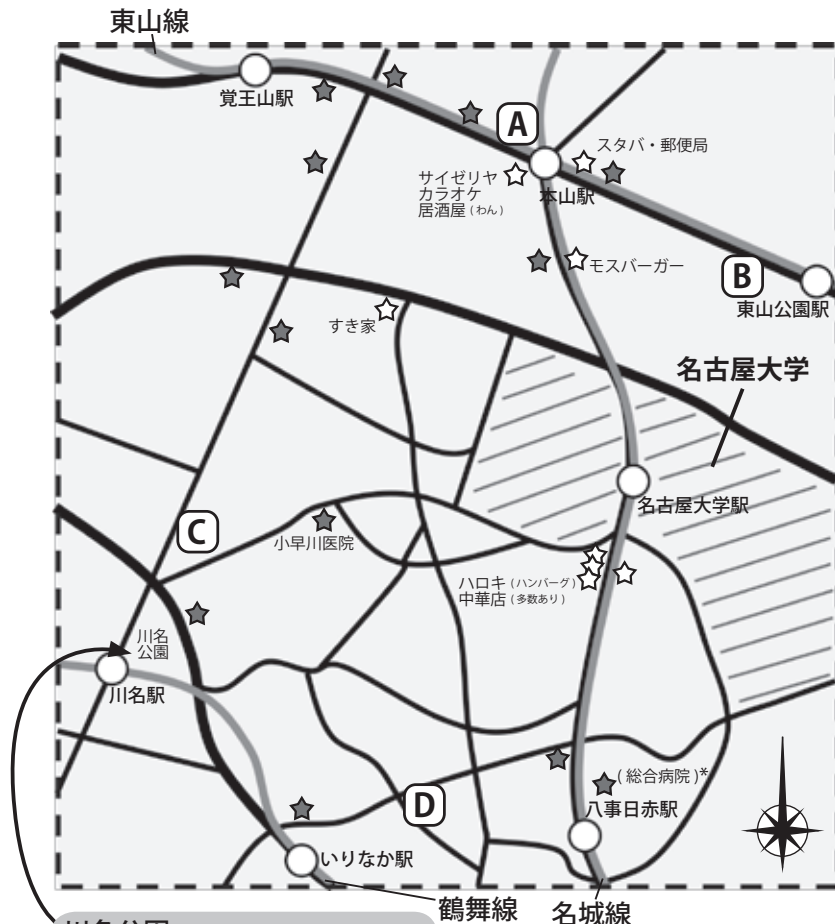 東山線
覚王山駅
A
スタバ・郵便局
サイゼリヤ
カラオケ
居酒屋(わん)
本山駅
モスバーガー
B
東山公園駅
すき家
名古屋大学
名古屋大学駅
C
小早川医院
ハロキ(ハンバーグ)
中華店(多数あり)
川名
公園
川名駅
(総合病院)*
八事日赤駅
D
いりなか駅
鶴舞線
名城線